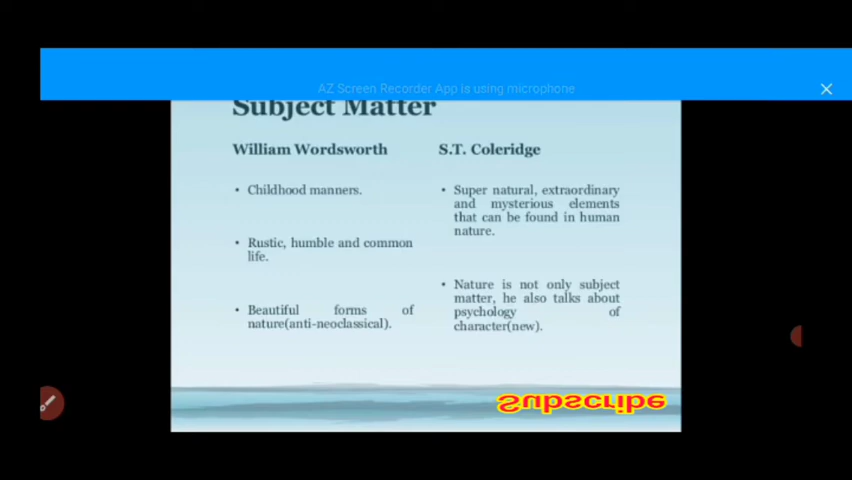 AZ Screen Recorder App is using microphone
Subject Matter
William Wordsworth
• Childhood manners.
• Rustic, humble and common
life.
• Beautiful forms of
nature(anti-neoclassical).
S.T. Coleridge
• Super natural, extraordinary
and mysterious elements
that can be found in human
nature.
• Nature is not only subject
matter, he also talks about
psychology of
character(new).
Subscribe